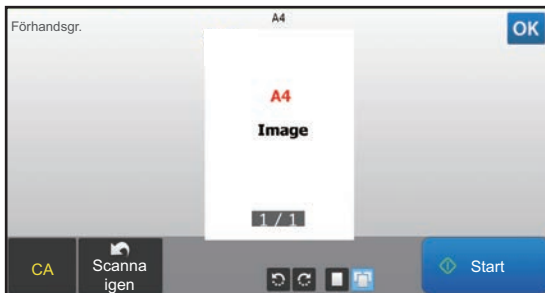 A4
Förhandsgr.
OK
A4
Image
1 / 1
CA
Scanna
igen
Start